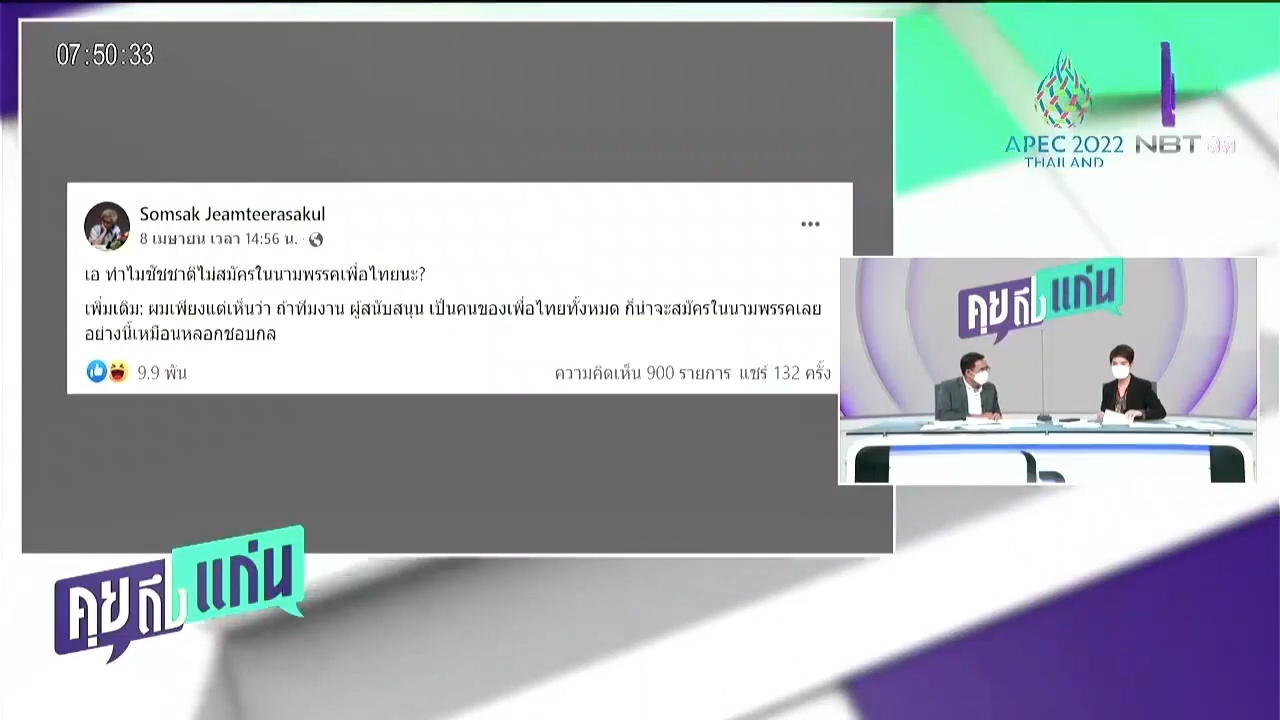 07:50:33
APEC 2022
THAILAND
NBT
Somsak Jeamteerasakul
8 เมษายน เวลา 14:56 น.
เอ ทำไมชัชชาติไม่สมัครในนามพรรคเพื่อไทยนะ?
เพิ่มเติม: ผมเพียงแต่เห็นว่า ถ้าทีมงาน ผู้สนับสนุน เป็นคนของเพื่อไทยทั้งหมด ก็น่าจะสมัครในนามพรรคเลย
อย่างนี้เหมือนหลอกชอบกล
9.9 พัน
ความคิดเห็น 900 รายการ แชร์ 132 ครั้ง
คุยถึงแก่น
คุยถึงแก่น